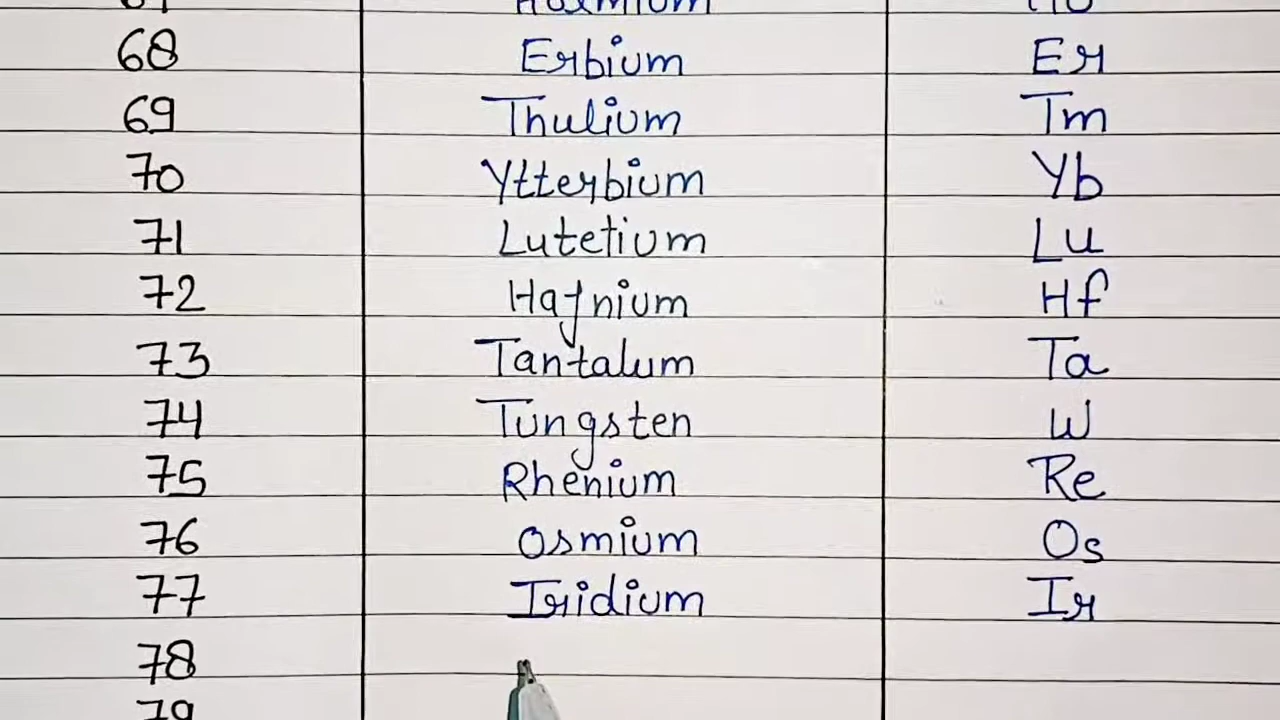 68 Erbium Er
69 Thulium Tm
70 Ytterbium Yb
71 Lutetium Lu
72 Hafnium Hf
73 Tantalum Ta
74 Tungsten W
75 Rhenium Re
76 Osmium Os
77 Iridium Ir
78
79